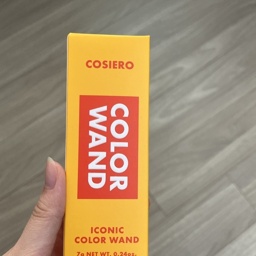 COSIERO
COLOR
WAND
ICONIC
COLOR WAND
7g NET WT. 0.24oz.